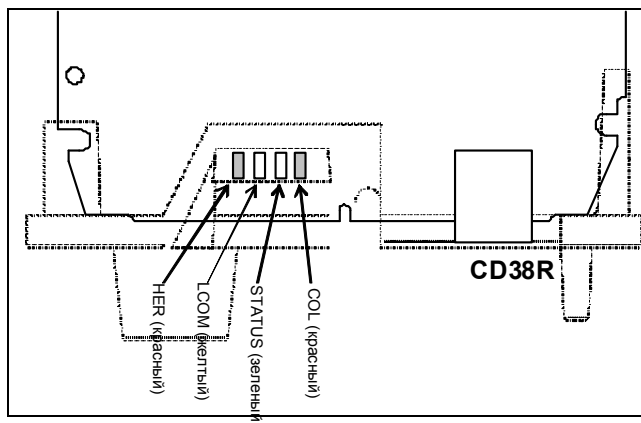 CD38R
HER (красный)
LCOM (желтый)
STATUS (зеленый
COL (красный)